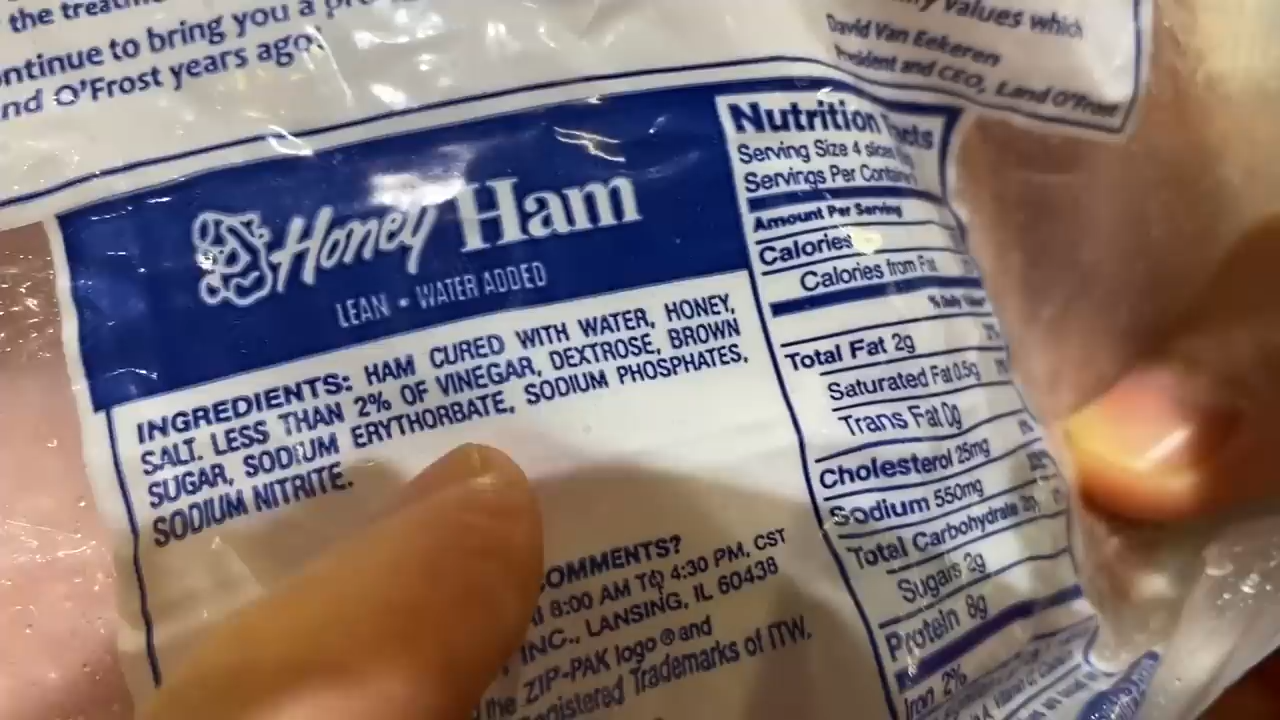 the
continue to bring you a
nd O'Frost years ago.
values which
David Van Eekeren
President and CEO, Land O'Frost
Honey Ham
LEAN • WATER ADDED
INGREDIENTS: HAM CURED WITH WATER, HONEY,
SALT. LESS THAN 2% OF VINEGAR, DEXTROSE, BROWN
SUGAR, SODIUM ERYTHORBATE, SODIUM PHOSPHATES,
SODIUM NITRITE.
COMMENTS?
8:00 AM TO 4:30 PM, CST
INC., LANSING, IL 60438
the ZIP-PAK logo ® and
Registered Trademarks of ITW.
Nutrition Facts
Serving Size 4 slices
Servings Per Container
Amount Per Serving
Calories
Calories from Fat
% Daily Value*
Total Fat 2g
Saturated Fat 0.5g
Trans Fat 0g
Cholesterol 25mg
Sodium 550mg
Total Carbohydrate 2g
Sugars 2g
Protein 8g
Iron 2%